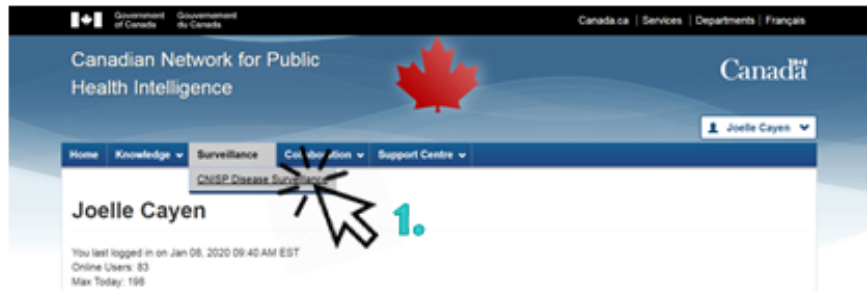 Government of Canada
Gouvernement du Canada
Canada.ca | Services | Departments | Français
Canadian Network for Public
Health Intelligence
Canada
Joelle Cayen
Home Knowledge Surveillance Collaboration Support Centre
CNISP Disease Surveillance
Joelle Cayen
1.
You last logged in on Jan 08, 2020 09:40 AM EST
Online Users: 83
Max Today: 198